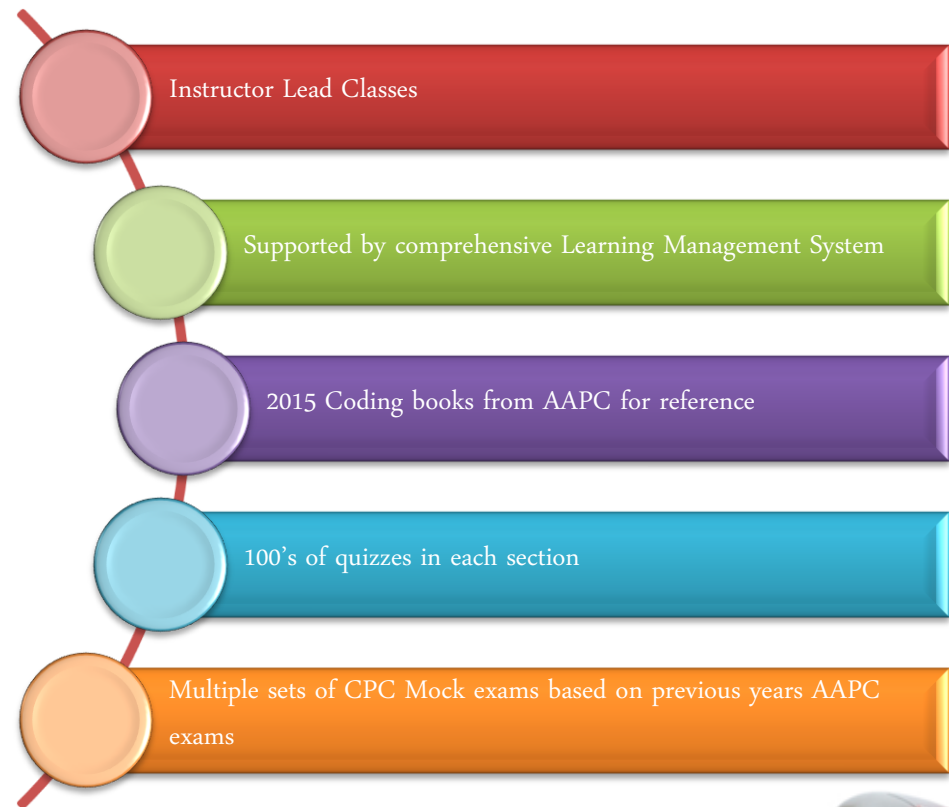 Instructor Lead Classes
Supported by comprehensive Learning Management System
2015 Coding books from AAPC for reference
100’s of quizzes in each section
Multiple sets of CPC Mock exams based on previous years AAPC
exams